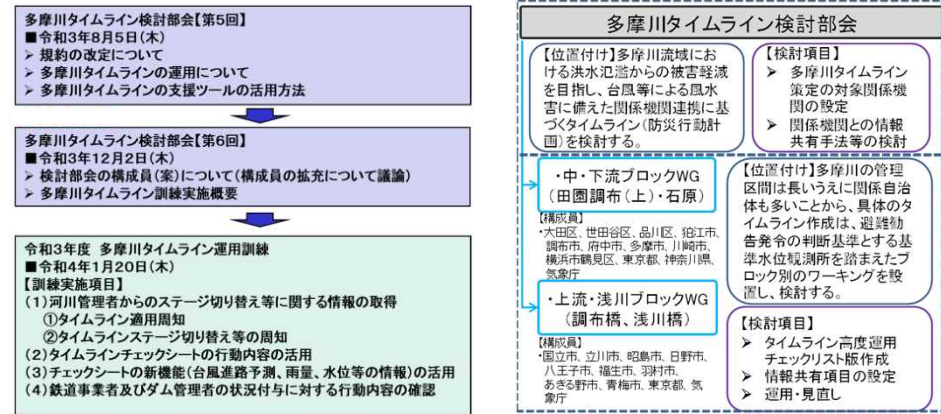 多摩川タイムライン検討部会【第5回】
■令和3年8月5日(木)
➢ 規約の改定について
➢ 多摩川タイムラインの運用について
➢ 多摩川タイムラインの支援ツールの活用方法
多摩川タイムライン検討部会【第6回】
■令和3年12月2日(木)
➢ 検討部会の構成員(案)について(構成員の拡充について議論)
➢ 多摩川タイムライン訓練実施概要
令和3年度 多摩川タイムライン運用訓練
■令和4年1月20日(木)
【訓練実施項目】
(1)河川管理者からのステージ切り替え等に関する情報の取得
①タイムライン適用周知
②タイムラインステージ切り替え等の周知
(2)タイムラインチェックシートの行動内容の活用
(3)チェックシートの新機能(台風進路予測、雨量、水位等の情報)の活用
(4)鉄道事業者及びダム管理者の状況付与に対する行動内容の確認
多摩川タイムライン検討部会
【位置付け】多摩川流域にお
ける洪水氾濫からの被害軽減
を目指し、台風等による風水
害に備えた関係機関連携に基
づくタイムライン(防災行動計
画)を検討する。
【検討項目】
➢ 多摩川タイムライン
策定の対象関係機
関の設定
➢ 関係機関との情報
共有手法等の検討
・中・下流ブロックWG
(田園調布(上)・石原)
【構成員】
・大田区、世田谷区、品川区、狛江市、
調布市、府中市、多摩市、川崎市、
横浜市鶴見区、東京都、神奈川県、
気象庁
【位置付け】多摩川の管理
区間は長いうえに関係自治
体も多いことから、具体のタ
イムライン作成は、避難勧
告発令の判断基準とする基
準水位観測所を踏まえたブ
ロック別のワーキングを設
置し、検討する。
・上流・浅川ブロックWG
(調布橋、浅川橋)
【構成員】
・国立市、立川市、昭島市、日野市、
八王子市、福生市、羽村市、
あきる野市、青梅市、東京都、気
象庁
【検討項目】
➢ タイムライン高度運用
チェックリスト版作成
➢ 情報共有項目の設定
➢ 運用・見直し